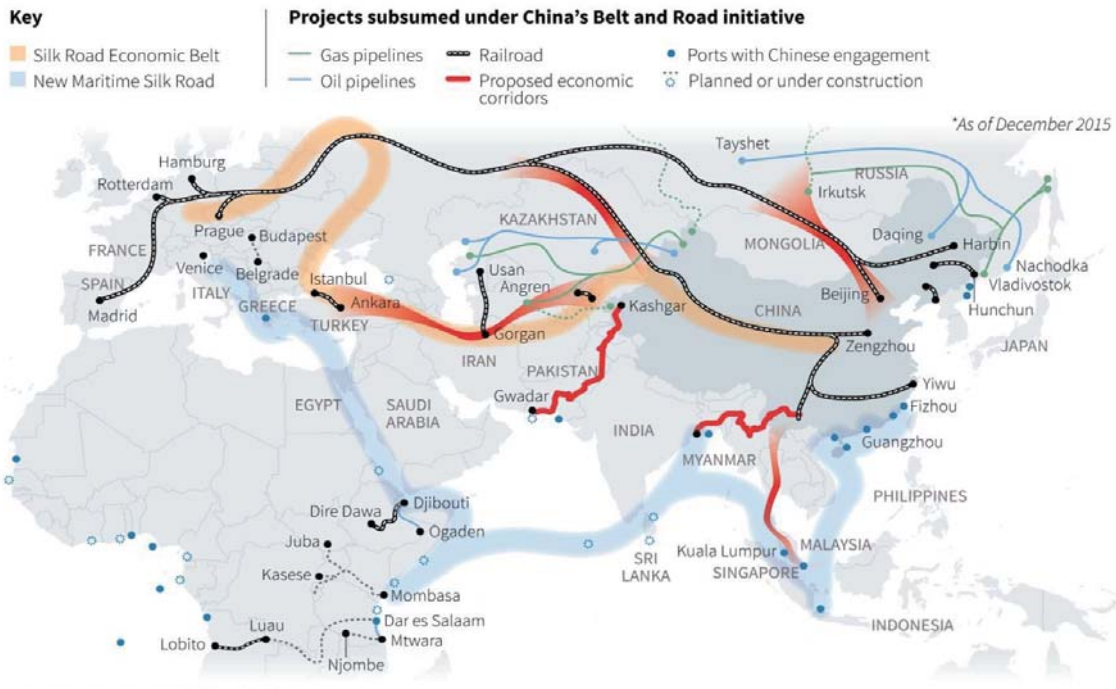 Key
Silk Road Economic Belt
New Maritime Silk Road
Projects subsumed under China's Belt and Road initiative
Gas pipelines
Oil pipelines
Railroad
Proposed economic
corridors
Ports with Chinese engagement
Planned or under construction
*As of December 2015
Hamburg
Rotterdam
Prague
Budapest
Belgrade
Venice
FRANCE
SPAIN
Madrid
ITALY
GREECE
Istanbul
Ankara
TURKEY
KAZAKHSTAN
Usan
Angren
Gorgan
IRAN
Kashgar
PAKISTAN
Gwadar
Tayshet
RUSSIA
Irkutsk
MONGOLIA
Daqing
Harbin
Nachodka
Vladivostok
Hunchun
Beijing
CHINA
Zengzhou
JAPAN
Yiwu
Fizhou
Guangzhou
EGYPT
SAUDI
ARABIA
INDIA
MYANMAR
PHILIPPINES
Djibouti
Dire Dawa
Ogaden
Juba
Kasese
Mombasa
SRI
LANKA
Kuala Lumpur
MALAYSIA
SINGAPORE
INDONESIA
Dar es Salaam
Mtwara
Luau
Lobito
Njombe